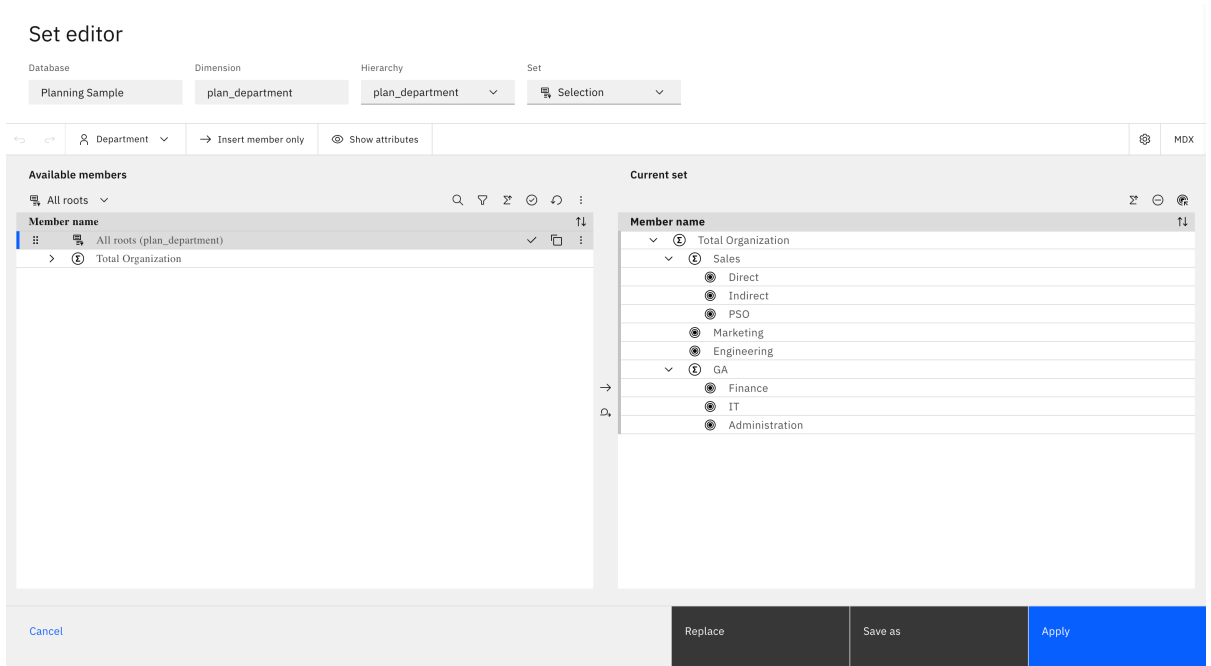 Set editor
Database Dimension Hierarchy Set
Planning Sample plan_department plan_department Selection
Department Insert member only Show attributes MDX
Available members
All roots
Member name
All roots (plan_department)
Total Organization
Current set
Member name
Total Organization
Sales
Direct
Indirect
PSO
Marketing
Engineering
GA
Finance
IT
Administration
Cancel Replace Save as Apply